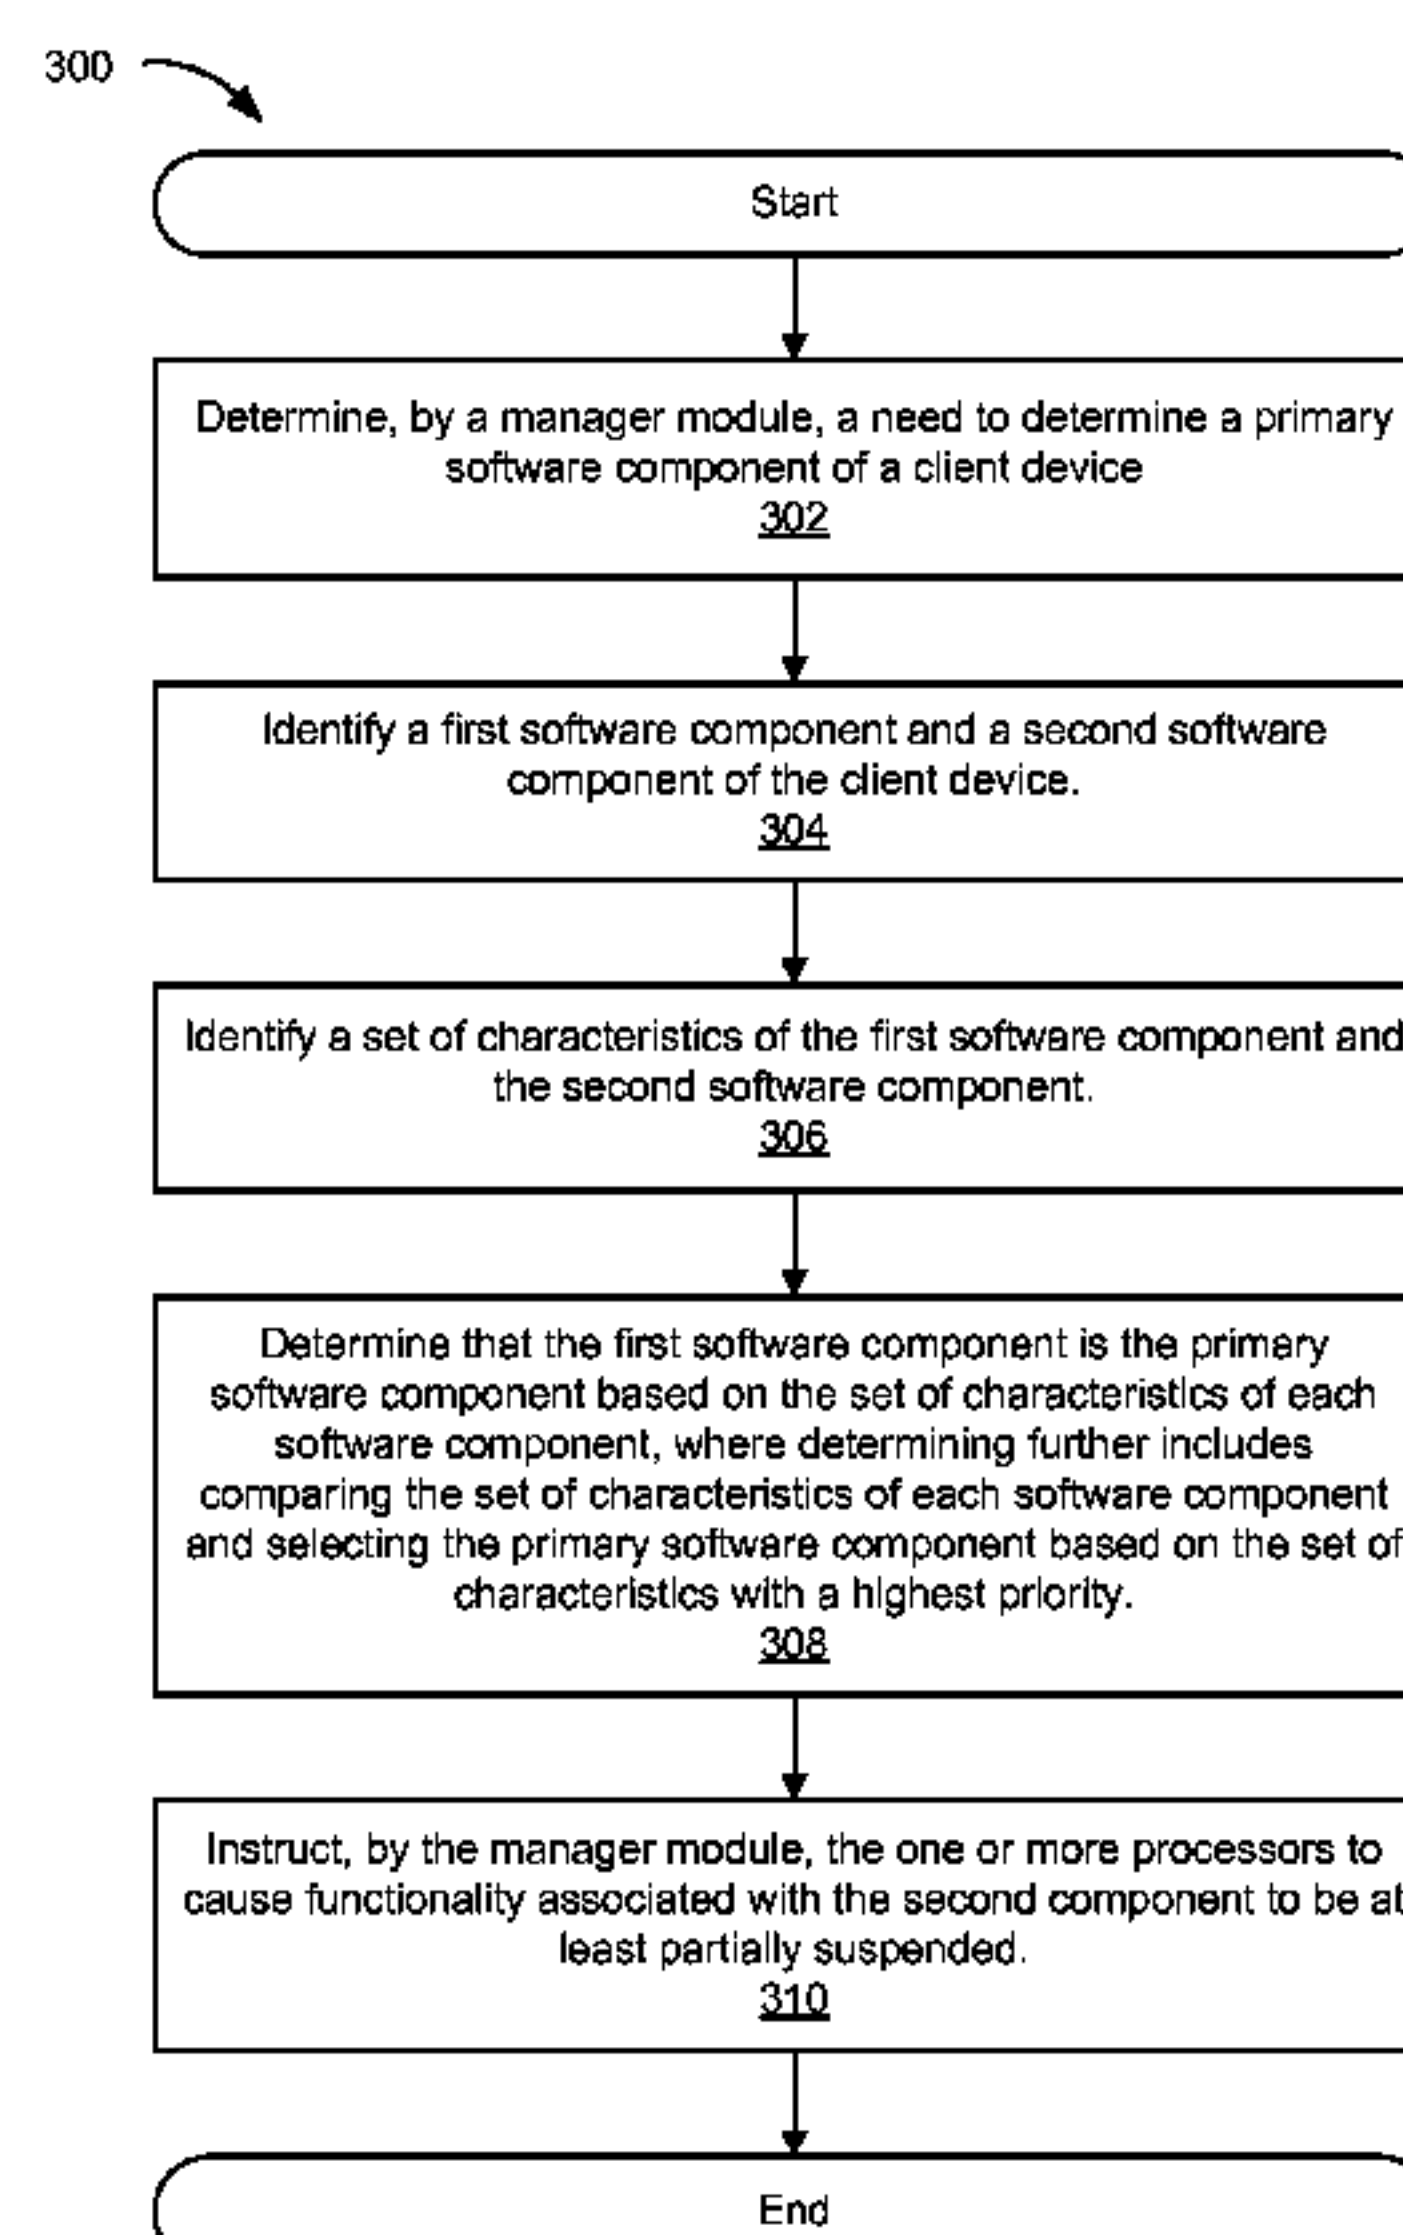 300
Start
Determine, by a manager module, a need to determine a primary
software component of a client device
302
Identify a first software component and a second software
component of the client device.
304
Identify a set of characteristics of the first software component and
the second software component.
306
Determine that the first software component is the primary
software component based on the set of characteristics of each
software component, where determining further includes
comparing the set of characteristics of each software component
and selecting the primary software component based on the set of
characteristics with a highest priority.
308
Instruct, by the manager module, the one or more processors to
cause functionality associated with the second component to be at
least partially suspended.
310
End